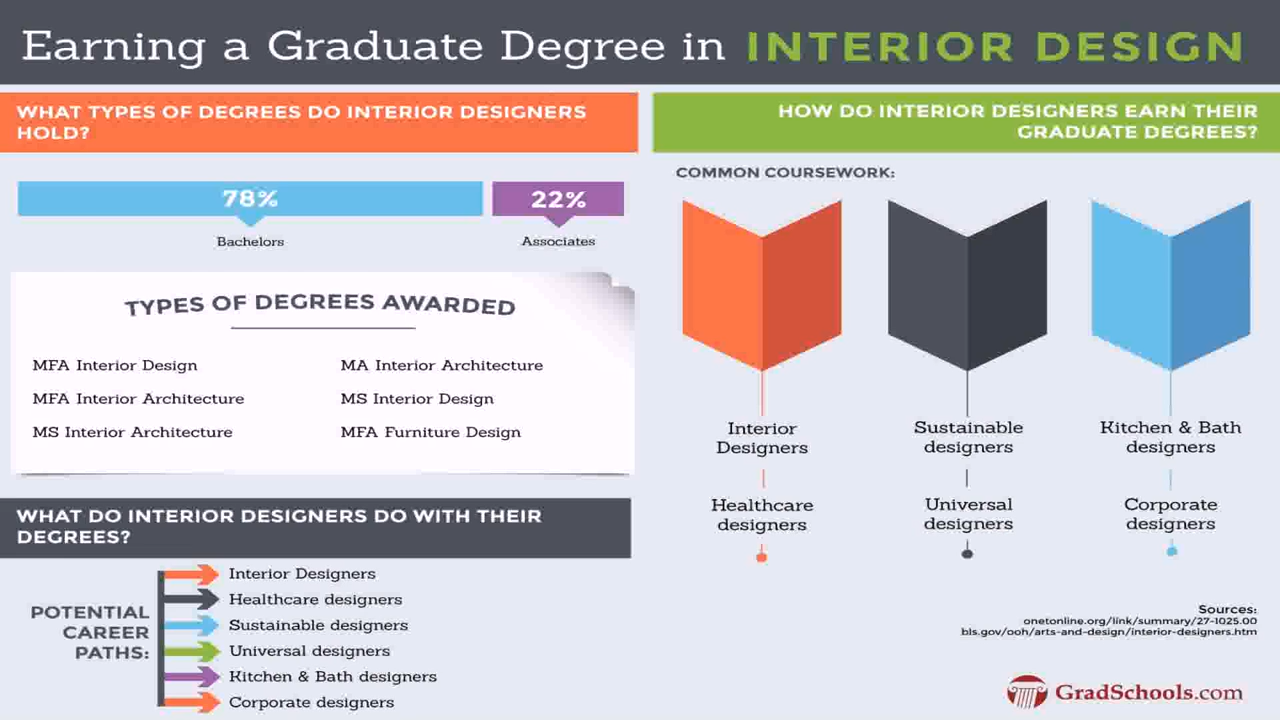 Earning a Graduate Degree in INTERIOR DESIGN
WHAT TYPES OF DEGREES DO INTERIOR DESIGNERS
HOLD?
78%
22%
Bachelors
Associates
TYPES OF DEGREES AWARDED
MFA Interior Design
MA Interior Architecture
MFA Interior Architecture
MS Interior Design
MS Interior Architecture
MFA Furniture Design
WHAT DO INTERIOR DESIGNERS DO WITH THEIR
DEGREES?
POTENTIAL
CAREER
PATHS:
Interior Designers
Healthcare designers
Sustainable designers
Universal designers
Kitchen & Bath designers
Corporate designers
HOW DO INTERIOR DESIGNERS EARN THEIR
GRADUATE DEGREES?
COMMON COURSEWORK:
Interior
Designers
Healthcare
designers
Sustainable
designers
Universal
designers
Kitchen & Bath
designers
Corporate
designers
Sources:
onetonline.org/link/summary/27-1025.00
bls.gov/ooh/arts-and-design/interior-designers.htm
GradSchools.com